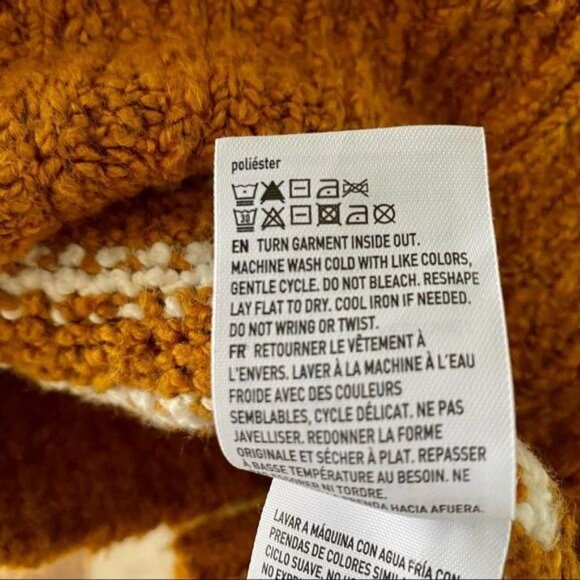 poliéster
30
EN TURN GARMENT INSIDE OUT.
MACHINE WASH COLD WITH LIKE COLORS,
GENTLE CYCLE. DO NOT BLEACH. RESHAPE
LAY FLAT TO DRY. COOL IRON IF NEEDED.
DO NOT WRING OR TWIST.
FR RETOURNER LE VÊTEMENT À
L'ENVERS. LAVER À LA MACHINE À L'EAU
FROIDE AVEC DES COULEURS
SEMBLABLES, CYCLE DÉLICAT. NE PAS
JAVELLISER. REDONNER LA FORME
ORIGINALE ET SÉCHER À PLAT. REPASSER
À BASSE TEMPÉRATURE AU BESOIN. NE
NI TORDRE.
PRENDA HACIA AFUERA.
LAVAR A MÁQUINA CON AGUA FRÍA CON
PRENDAS DE COLORES
CICLO SUAVE.